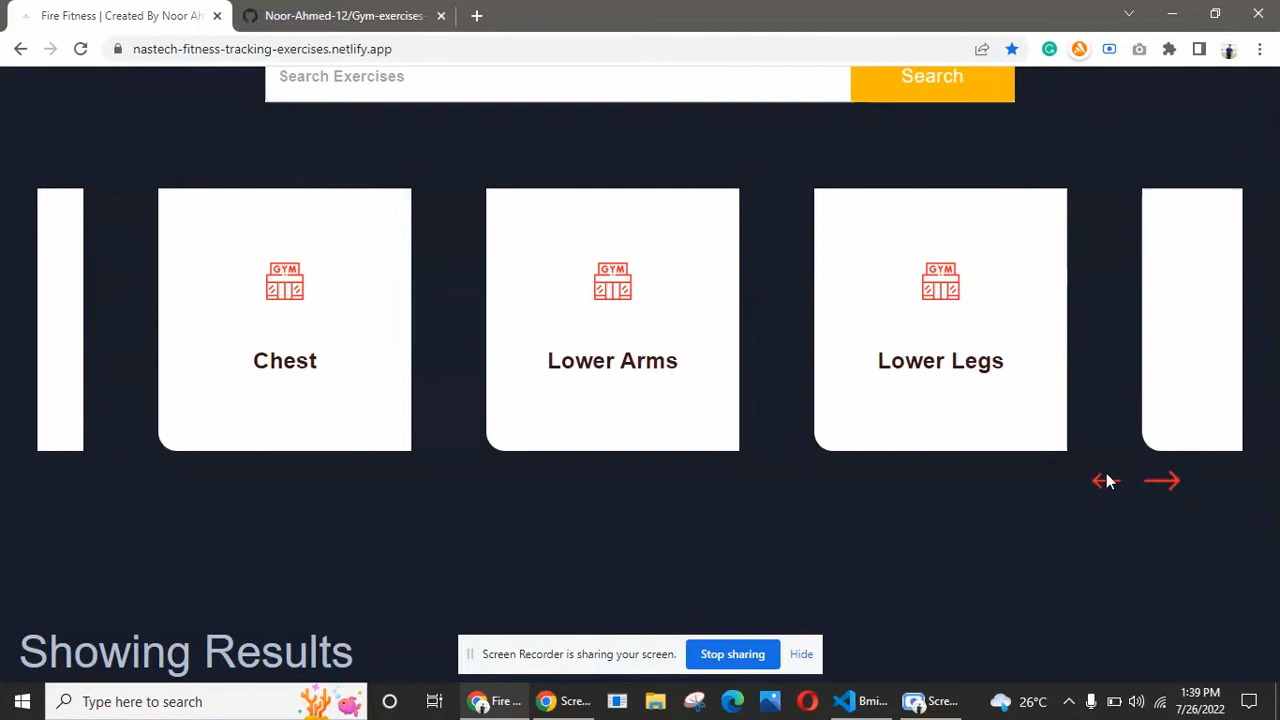 Fire Fitness | Created By Noor Ah
Noor-Ahmed-12/Gym-exercises-
nastech-fitness-tracking-exercises.netlify.app
Search Exercises
Search
GYM
GYM
GYM
Chest
Lower Arms
Lower Legs
Showing Results
Screen Recorder is sharing your screen.
Stop sharing
Hide
Type here to search
Fire ...
Scre...
Bmi...
Scre...
26°C
1:39 PM
7/26/2022